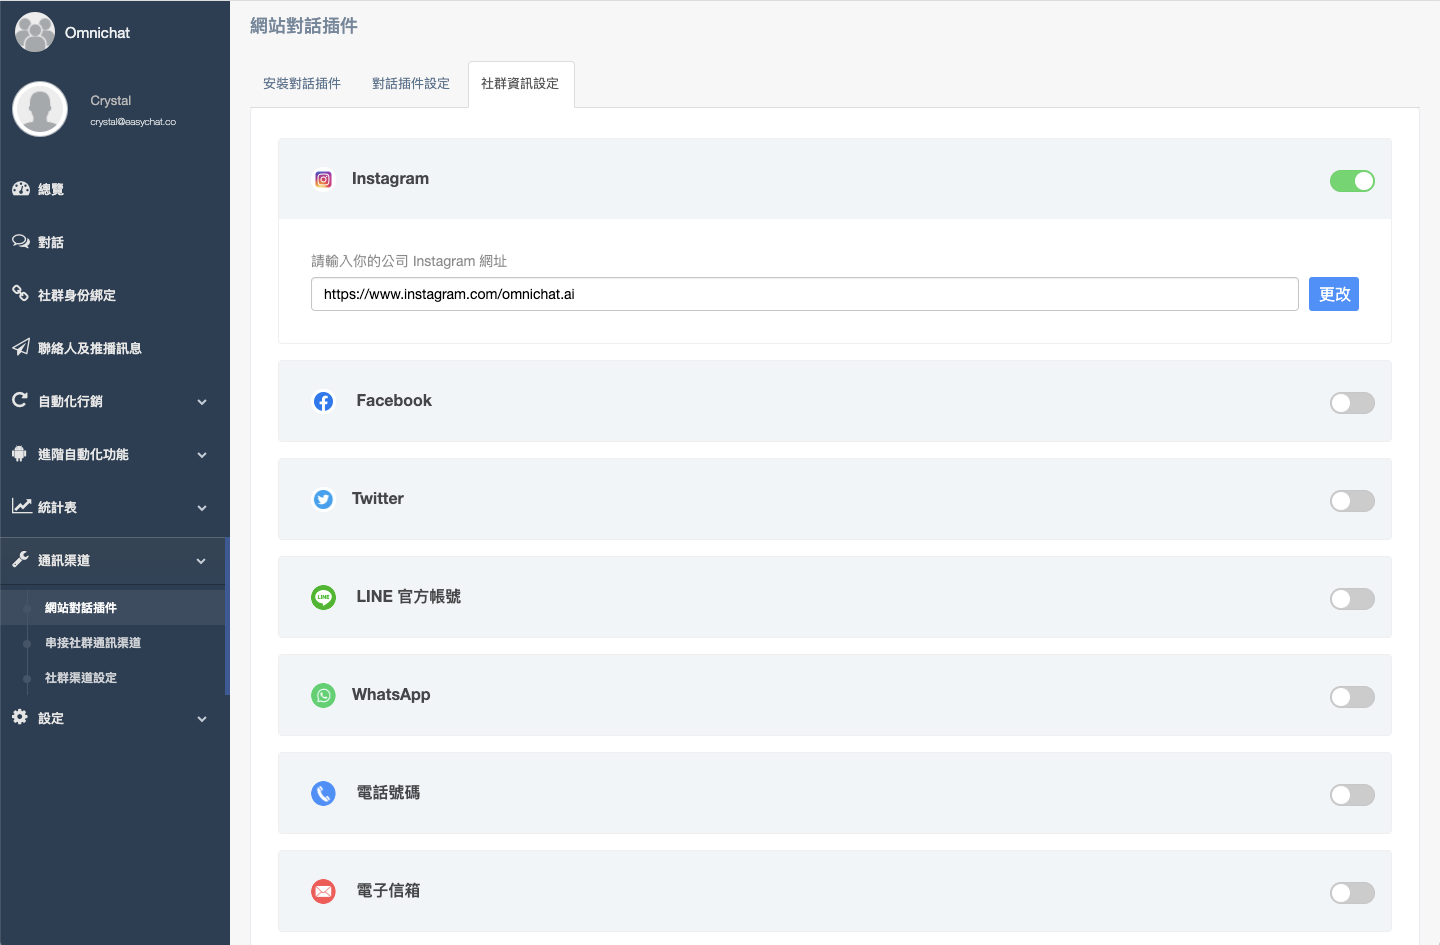 Omnichat
Crystal
crystal@easychat.co
總覽
對話
社群身份綁定
聯絡人及推播訊息
自動化行銷
進階自動化功能
統計表
通訊渠道
網站對話插件
串接社群通訊渠道
社群渠道設定
設定
網站對話插件
安裝對話插件
對話插件設定
社群資訊設定
Instagram
請輸入你的公司 Instagram 網址
https://www.instagram.com/omnichat.ai
更改
Facebook
Twitter
LINE 官方帳號
WhatsApp
電話號碼
電子信箱